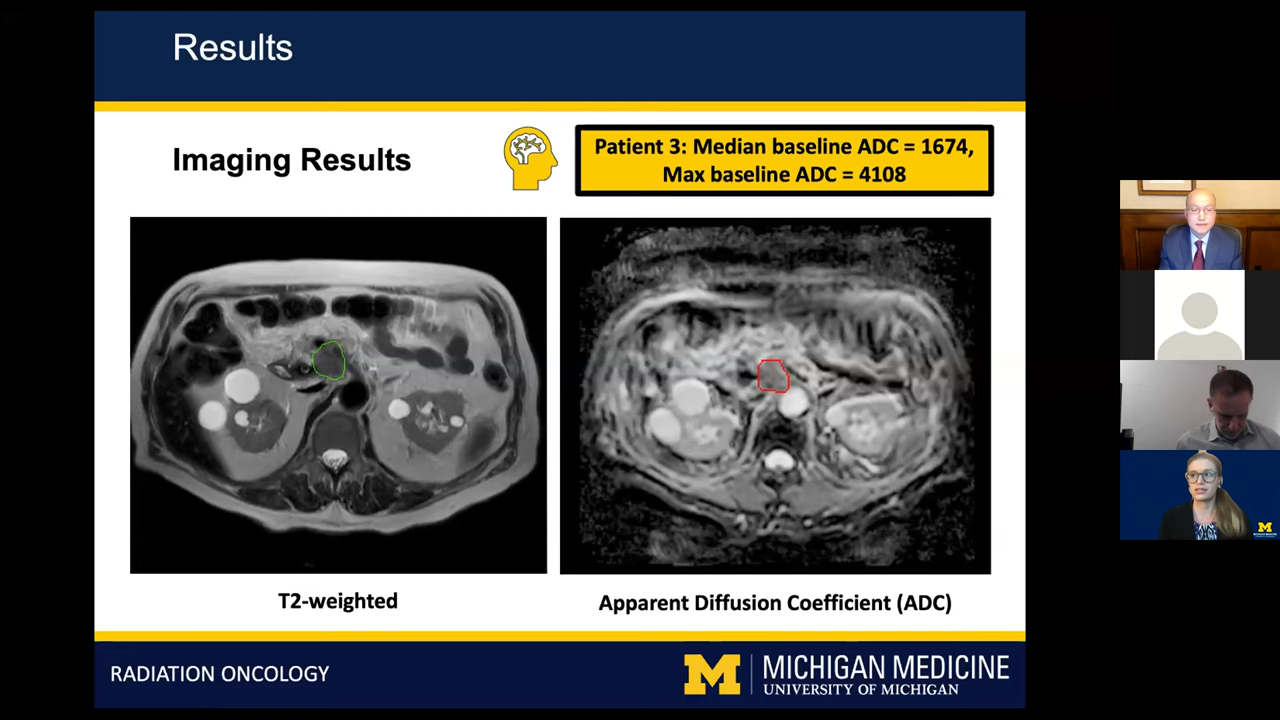 Results
Imaging Results
Patient 3: Median baseline ADC = 1674,
Max baseline ADC = 4108
T2-weighted
Apparent Diffusion Coefficient (ADC)
RADIATION ONCOLOGY
M
MICHIGAN MEDICINE
UNIVERSITY OF MICHIGAN
M